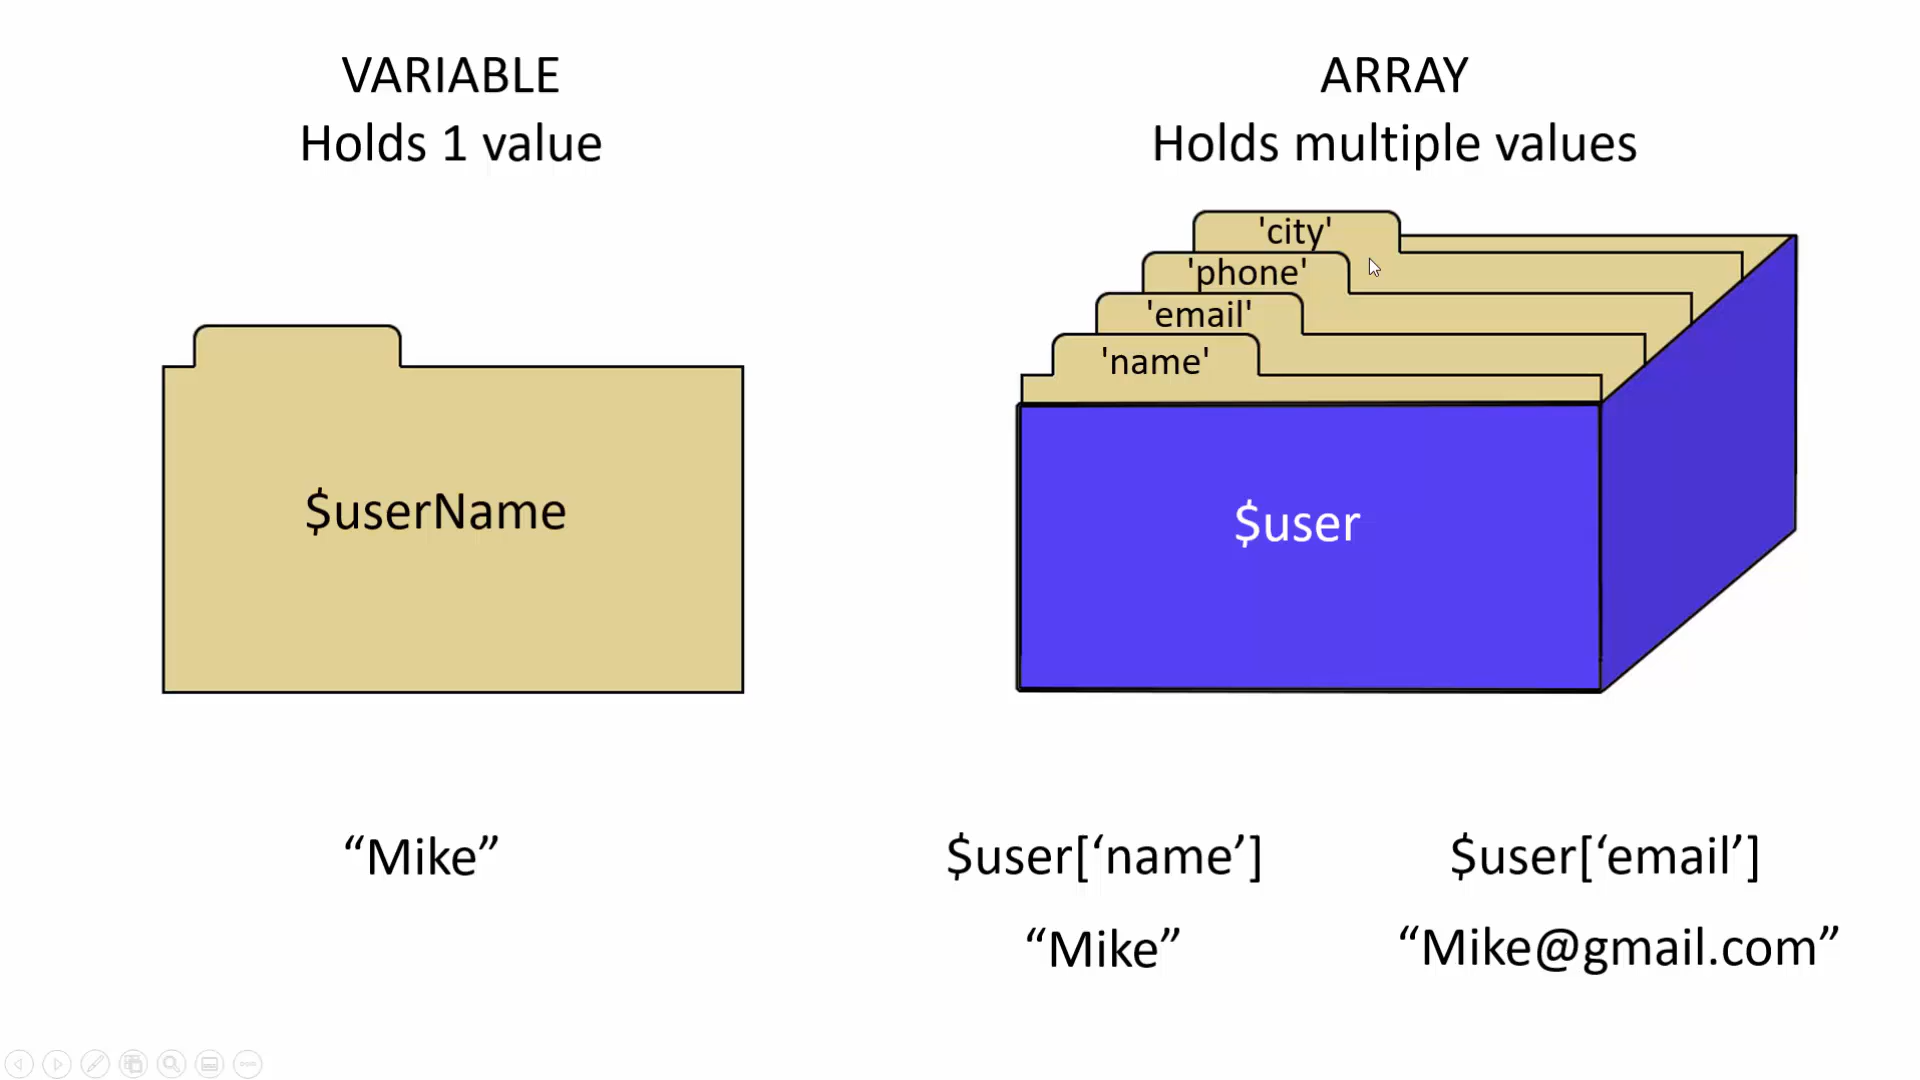 VARIABLE
Holds 1 value
$userName
“Mike”
ARRAY
Holds multiple values
'city'
'phone'
'email'
'name'
$user
$user[‘name’]
“Mike”
$user[‘email’]
“Mike@gmail.com”